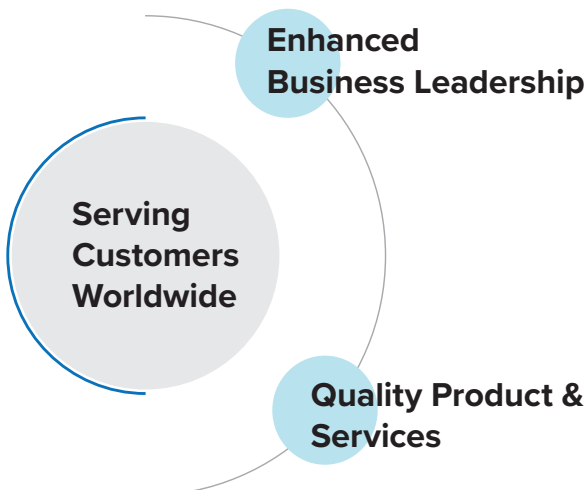 Enhanced
Business Leadership
Serving
Customers
Worldwide
Quality Product &
Services